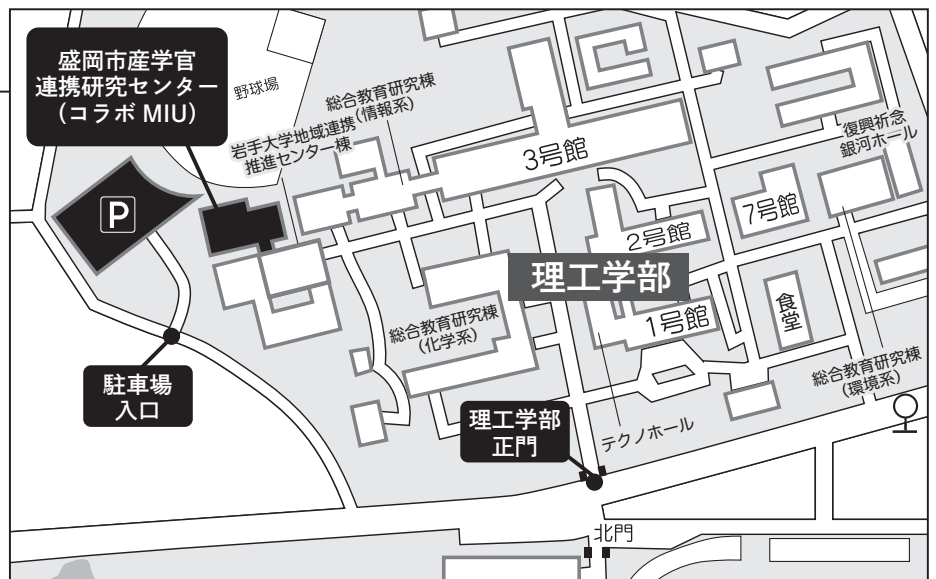 盛岡市産学官
連携研究センター
（コラボ MIU）
野球場
総合教育研究棟
（情報系）
岩手大学地域連携
推進センター棟
3号館
復興祈念
銀河ホール
P
7号館
2号館
理工学部
1号館
食堂
総合教育研究棟
（化学系）
総合教育研究棟
（環境系）
駐車場
入口
理工学部
正門
テクノホール
北門